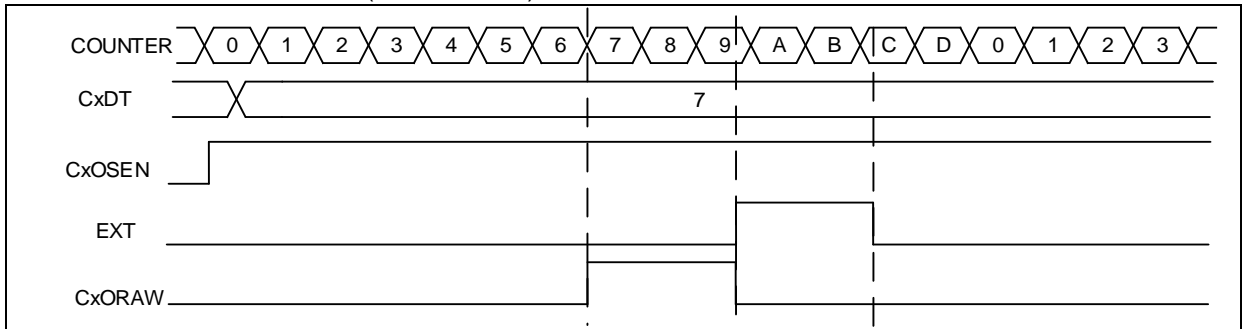 COUNTER 0 1 2 3 4 5 6 7 8 9 A B C D 0 1 2 3
CxDT 7
CxOSEN
EXT
CxORAW